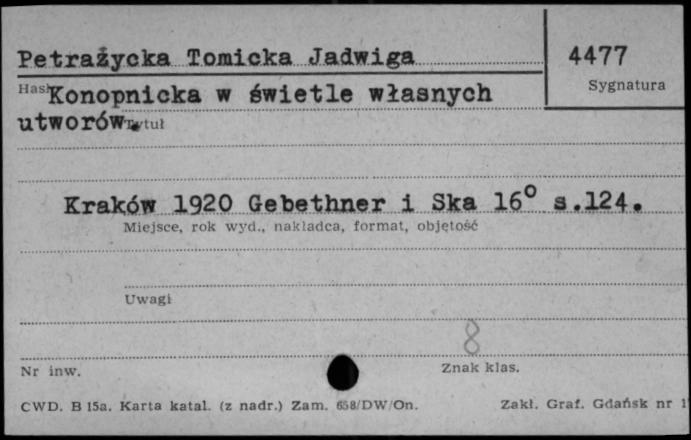 Petrażycka Tomicka Jadwiga
4477
Hasło
Sygnatura
Konopnicka w świetle własnych
utworów.
Tytuł
Kraków 1920 Gebethner i Ska 16° s.124.
Miejsce, rok wyd., nakładca, format, objętość
Uwagi
8
Nr inw.
Znak klas.
CWD. B 15a. Karta katal. (z nadr.) Zam. 658/DW/On.
Zakł. Graf. Gdańsk nr 1